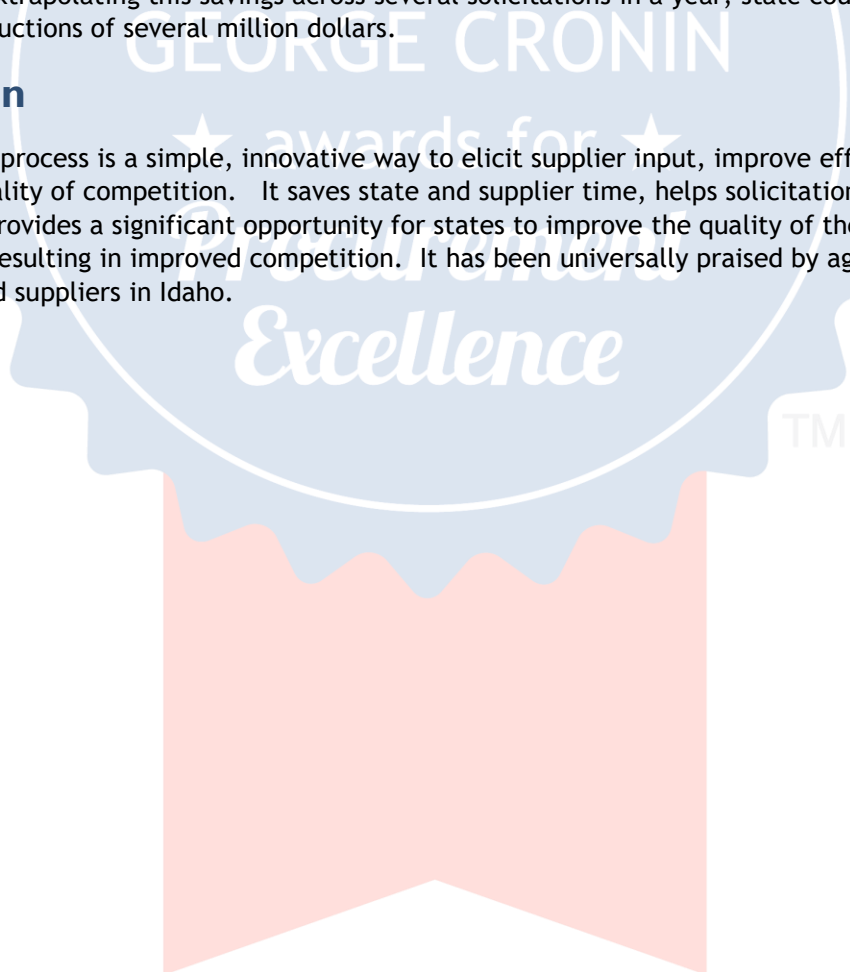 xtrapolating this savings across several solicitations in a year, state cou
uctions of several million dollars.
GEORGE CRONIN
n
★ awards for ★
process is a simple, innovative way to elicit supplier input, improve eff
ality of competition. It saves state and supplier time, helps solicitation
rovides a significant opportunity for states to improve the quality of the
Procurement
esulting in improved competition. It has been universally praised by ag
d suppliers in Idaho.
Excellence
TM